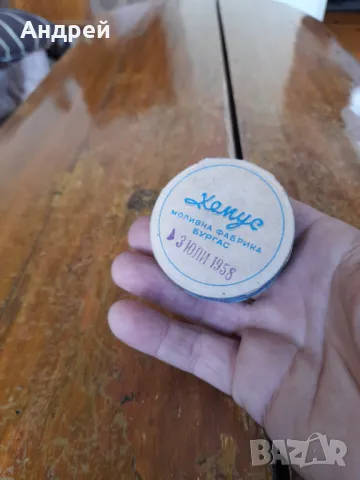 Андрей
Хемус
МОЛИВНА ФАБРИКА
БУРГАС
3 ЮЛИ 1958
BAZAR